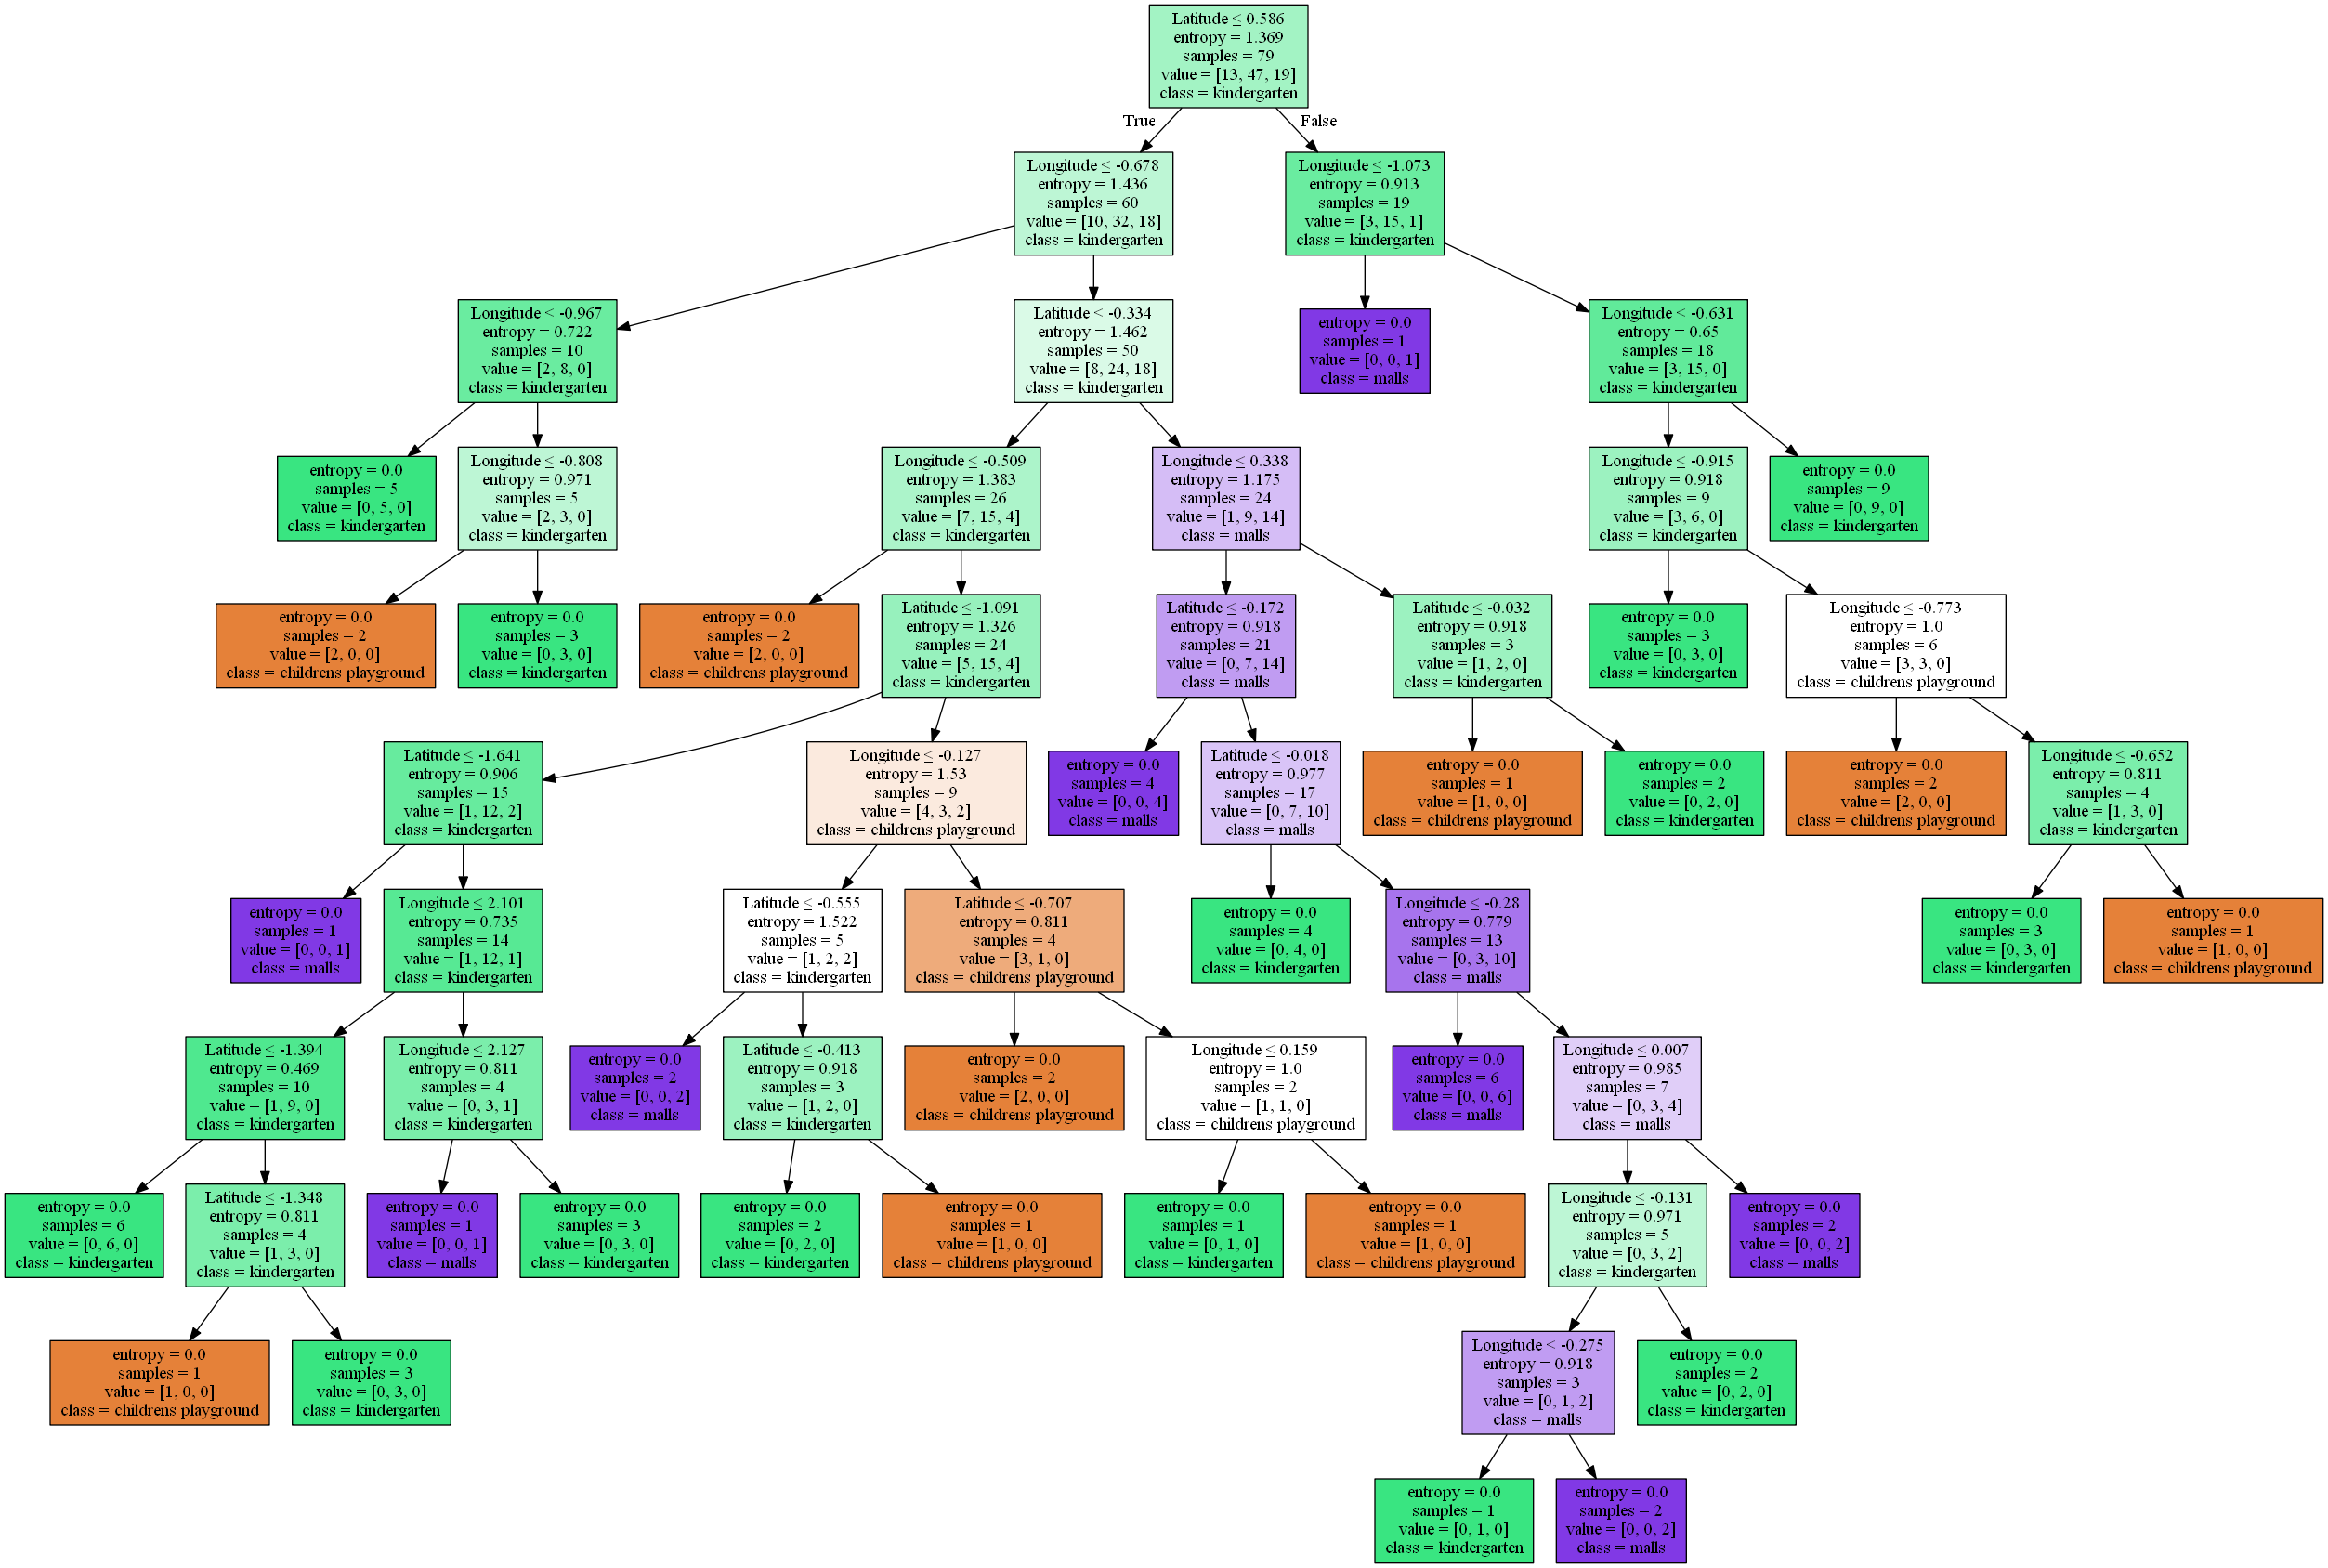 Latitude ≤ 0.586
entropy = 1.369
samples = 79
value = [13, 47, 19]
class = kindergarten
True
False
Longitude ≤ -0.678
entropy = 1.436
samples = 60
value = [10, 32, 18]
class = kindergarten
Longitude ≤ -1.073
entropy = 0.913
samples = 19
value = [3, 15, 1]
class = kindergarten
Longitude ≤ -0.967
entropy = 0.722
samples = 10
value = [2, 8, 0]
class = kindergarten
Latitude ≤ -0.334
entropy = 1.462
samples = 50
value = [8, 24, 18]
class = kindergarten
entropy = 0.0
samples = 1
value = [0, 0, 1]
class = malls
Longitude ≤ -0.631
entropy = 0.65
samples = 18
value = [3, 15, 0]
class = kindergarten
entropy = 0.0
samples = 5
value = [0, 5, 0]
class = kindergarten
Longitude ≤ -0.808
entropy = 0.971
samples = 5
value = [2, 3, 0]
class = kindergarten
Longitude ≤ -0.509
entropy = 1.383
samples = 26
value = [7, 15, 4]
class = kindergarten
Longitude ≤ 0.338
entropy = 1.175
samples = 24
value = [1, 9, 14]
class = malls
Longitude ≤ -0.915
entropy = 0.918
samples = 9
value = [3, 6, 0]
class = kindergarten
entropy = 0.0
samples = 9
value = [0, 9, 0]
class = kindergarten
entropy = 0.0
samples = 2
value = [2, 0, 0]
class = childrens playground
entropy = 0.0
samples = 3
value = [0, 3, 0]
class = kindergarten
entropy = 0.0
samples = 2
value = [2, 0, 0]
class = childrens playground
Latitude ≤ -1.091
entropy = 1.326
samples = 24
value = [5, 15, 4]
class = kindergarten
Latitude ≤ -0.172
entropy = 0.918
samples = 21
value = [0, 7, 14]
class = malls
Latitude ≤ -0.032
entropy = 0.918
samples = 3
value = [1, 2, 0]
class = kindergarten
entropy = 0.0
samples = 3
value = [0, 3, 0]
class = kindergarten
Longitude ≤ -0.773
entropy = 1.0
samples = 6
value = [3, 3, 0]
class = childrens playground
Latitude ≤ -1.641
entropy = 0.906
samples = 15
value = [1, 12, 2]
class = kindergarten
Longitude ≤ -0.127
entropy = 1.53
samples = 9
value = [4, 3, 2]
class = childrens playground
entropy = 0.0
samples = 4
value = [0, 0, 4]
class = malls
Latitude ≤ -0.018
entropy = 0.977
samples = 17
value = [0, 7, 10]
class = malls
entropy = 0.0
samples = 1
value = [1, 0, 0]
class = childrens playground
entropy = 0.0
samples = 2
value = [0, 2, 0]
class = kindergarten
entropy = 0.0
samples = 2
value = [2, 0, 0]
class = childrens playground
Longitude ≤ -0.652
entropy = 0.811
samples = 4
value = [1, 3, 0]
class = kindergarten
entropy = 0.0
samples = 1
value = [0, 0, 1]
class = malls
Longitude ≤ 2.101
entropy = 0.735
samples = 14
value = [1, 12, 1]
class = kindergarten
Latitude ≤ -0.555
entropy = 1.522
samples = 5
value = [1, 2, 2]
class = kindergarten
Latitude ≤ -0.707
entropy = 0.811
samples = 4
value = [3, 1, 0]
class = childrens playground
entropy = 0.0
samples = 4
value = [0, 4, 0]
class = kindergarten
Longitude ≤ -0.28
entropy = 0.779
samples = 13
value = [0, 3, 10]
class = malls
entropy = 0.0
samples = 3
value = [0, 3, 0]
class = kindergarten
entropy = 0.0
samples = 1
value = [1, 0, 0]
class = childrens playground
Latitude ≤ -1.394
entropy = 0.469
samples = 10
value = [1, 9, 0]
class = kindergarten
Longitude ≤ 2.127
entropy = 0.811
samples = 4
value = [0, 3, 1]
class = kindergarten
entropy = 0.0
samples = 2
value = [0, 0, 2]
class = malls
Latitude ≤ -0.413
entropy = 0.918
samples = 3
value = [1, 2, 0]
class = kindergarten
entropy = 0.0
samples = 2
value = [2, 0, 0]
class = childrens playground
Longitude ≤ 0.159
entropy = 1.0
samples = 2
value = [1, 1, 0]
class = childrens playground
entropy = 0.0
samples = 6
value = [0, 0, 6]
class = malls
Longitude ≤ 0.007
entropy = 0.985
samples = 7
value = [0, 3, 4]
class = malls
entropy = 0.0
samples = 6
value = [0, 6, 0]
class = kindergarten
Latitude ≤ -1.348
entropy = 0.811
samples = 4
value = [1, 3, 0]
class = kindergarten
entropy = 0.0
samples = 1
value = [0, 0, 1]
class = malls
entropy = 0.0
samples = 3
value = [0, 3, 0]
class = kindergarten
entropy = 0.0
samples = 2
value = [0, 2, 0]
class = kindergarten
entropy = 0.0
samples = 1
value = [1, 0, 0]
class = childrens playground
entropy = 0.0
samples = 1
value = [0, 1, 0]
class = kindergarten
entropy = 0.0
samples = 1
value = [1, 0, 0]
class = childrens playground
Longitude ≤ -0.131
entropy = 0.971
samples = 5
value = [0, 3, 2]
class = kindergarten
entropy = 0.0
samples = 2
value = [0, 0, 2]
class = malls
entropy = 0.0
samples = 1
value = [1, 0, 0]
class = childrens playground
entropy = 0.0
samples = 3
value = [0, 3, 0]
class = kindergarten
Longitude ≤ -0.275
entropy = 0.918
samples = 3
value = [0, 1, 2]
class = malls
entropy = 0.0
samples = 2
value = [0, 2, 0]
class = kindergarten
entropy = 0.0
samples = 1
value = [0, 1, 0]
class = kindergarten
entropy = 0.0
samples = 2
value = [0, 0, 2]
class = malls